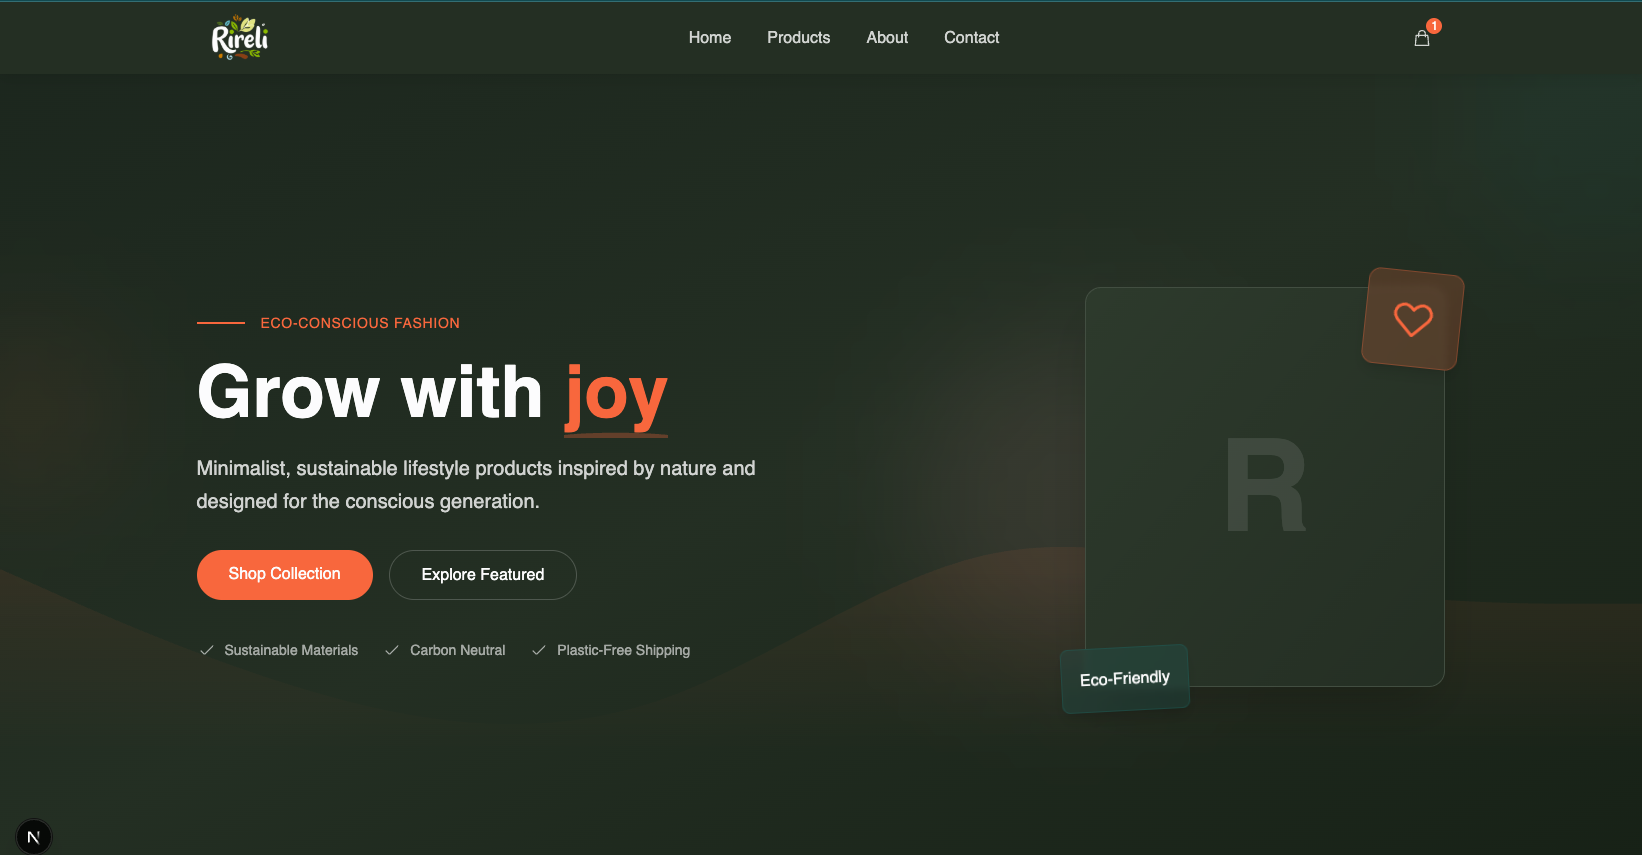 Rireli
Home
Products
About
Contact
1
ECO-CONSCIOUS FASHION
Grow with joy
Minimalist, sustainable lifestyle products inspired by nature and
designed for the conscious generation.
Shop Collection
Explore Featured
Sustainable Materials
Carbon Neutral
Plastic-Free Shipping
R
Eco-Friendly
N